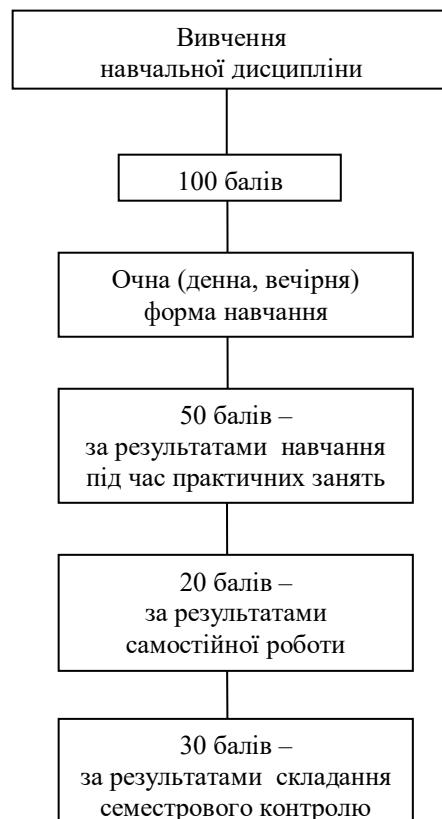 Вивчення
навчальної дисципліни
100 балів
Очна (денна, вечірня)
форма навчання
50 балів –
за результатами навчання
під час практичних занять
20 балів –
за результатами
самостійної роботи
30 балів –
за результатами складання
семестрового контролю